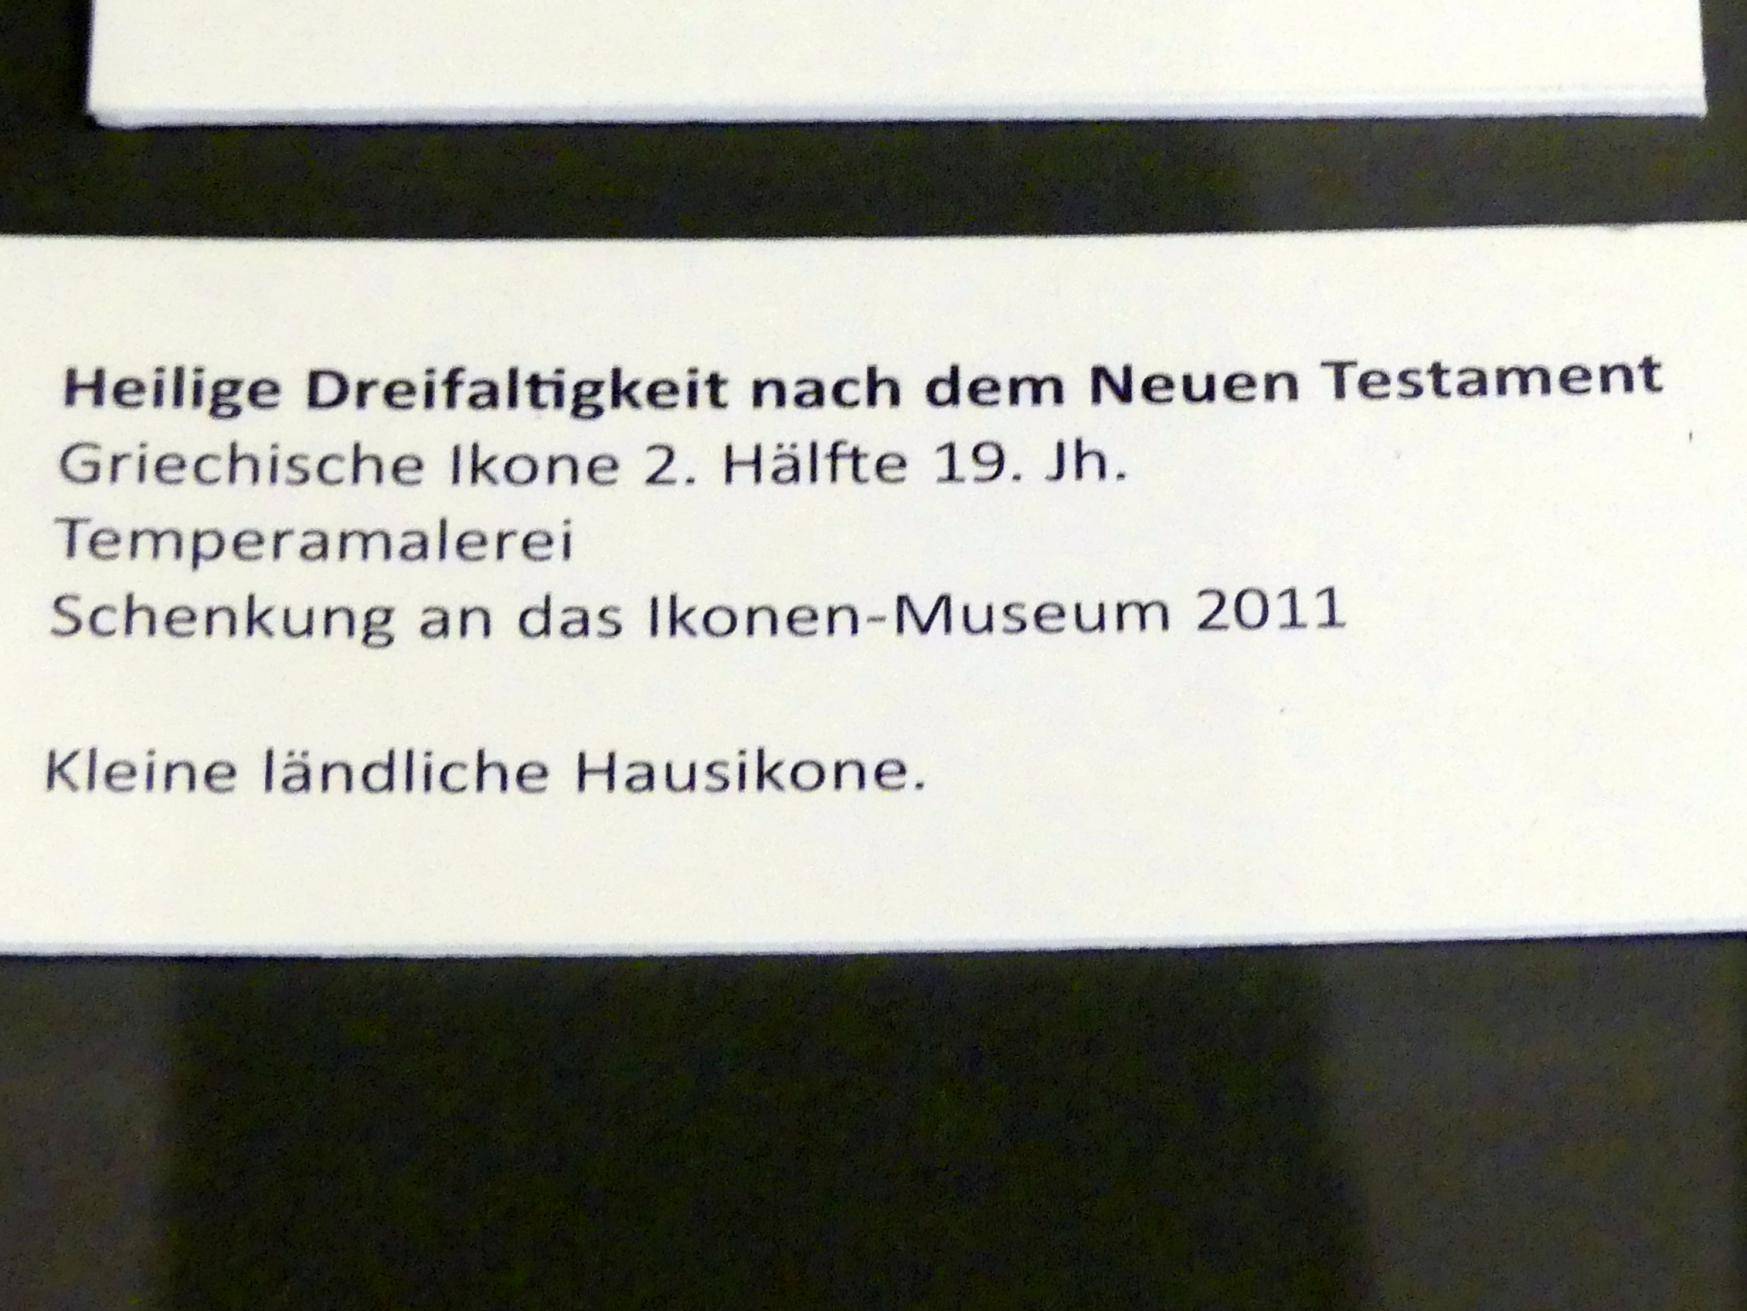 Heilige Dreifaltigkeit nach dem Neuen Testament
Griechische Ikone 2. Hälfte 19. Jh.
Temperamalerei
Schenkung an das Ikonen-Museum 2011
Kleine ländliche Hausikone.